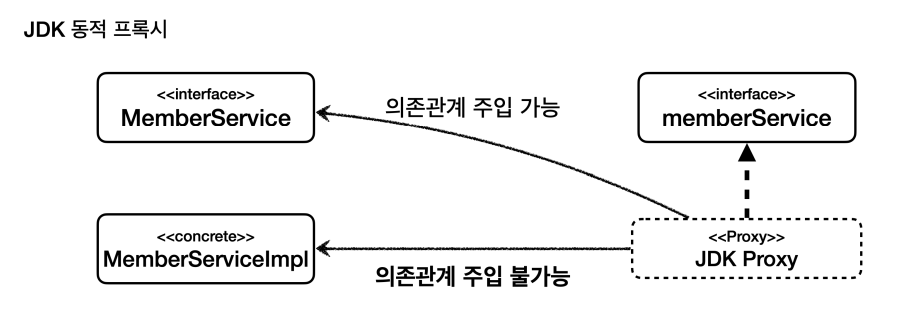 JDK 동적 프록시
<<interface>>
MemberService
의존관계 주입 가능
<<interface>>
memberService
<<concrete>>
MemberServiceImpl
의존관계 주입 불가능
<<Proxy>>
JDK Proxy